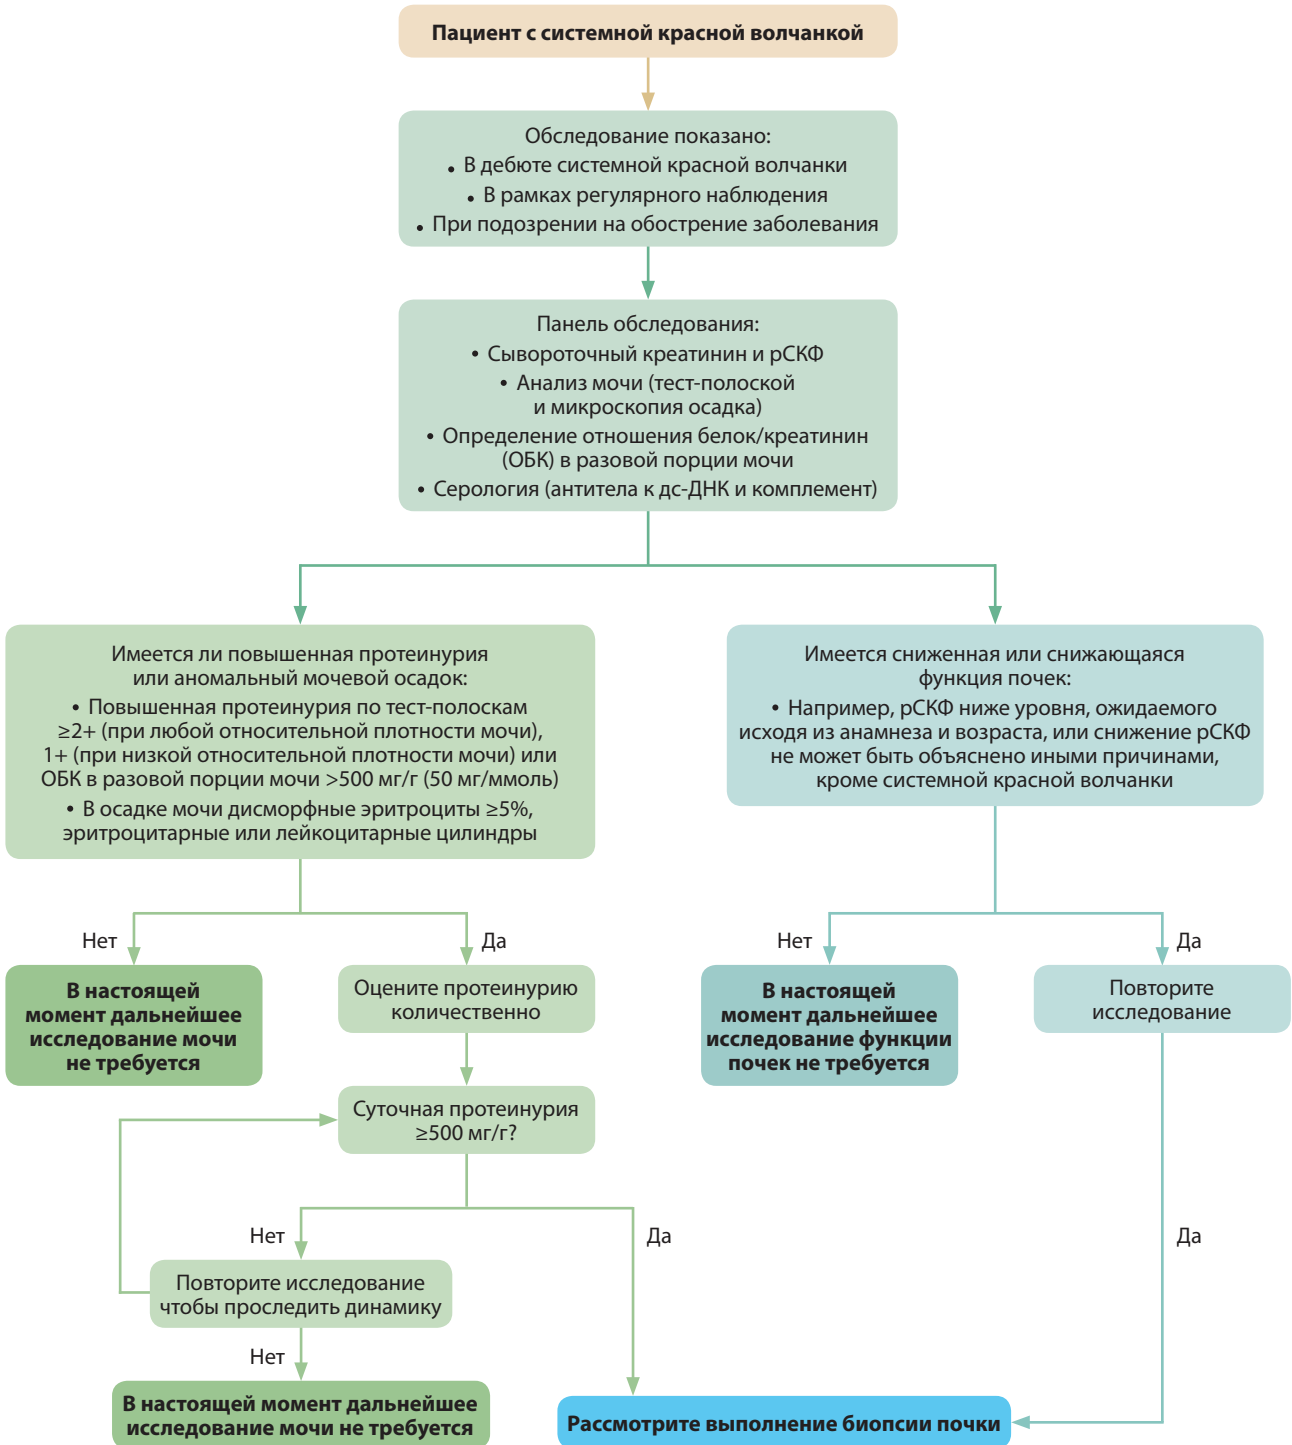 Пациент с системной красной волчанкой
Обследование показано:
• В дебюте системной красной волчанки
• В рамках регулярного наблюдения
• При подозрении на обострение заболевания
Панель обследования:
• Сывороточный креатинин и рСКФ
• Анализ мочи (тест-полоской
и микроскопия осадка)
• Определение отношения белок/креатинин
(ОБК) в разовой порции мочи
• Серология (антитела к дс-ДНК и комплемент)
Имеется ли повышенная протеинурия
или аномальный мочевой осадок:
• Повышенная протеинурия по тест-полоскам
≥2+ (при любой относительной плотности мочи),
1+ (при низкой относительной плотности мочи) или
ОБК в разовой порции мочи >500 мг/г (50 мг/ммоль)
• В осадке мочи дисморфные эритроциты ≥5%,
эритроцитарные или лейкоцитарные цилиндры
Имеется сниженная или снижающаяся
функция почек:
• Например, рСКФ ниже уровня, ожидаемого
исходя из анамнеза и возраста, или снижение рСКФ
не может быть объяснено иными причинами,
кроме системной красной волчанки
Нет
Да
Нет
Да
В настоящей
момент дальнейшее
исследование мочи
не требуется
Оцените протеинурию
количественно
В настоящей
момент дальнейшее
исследование функции
почек не требуется
Повторите
исследование
Суточная протеинурия
≥500 мг/г?
Нет
Да
Да
Повторите исследование
чтобы проследить динамику
Нет
В настоящей момент дальнейшее
исследование мочи не требуется
Рассмотрите выполнение биопсии почки